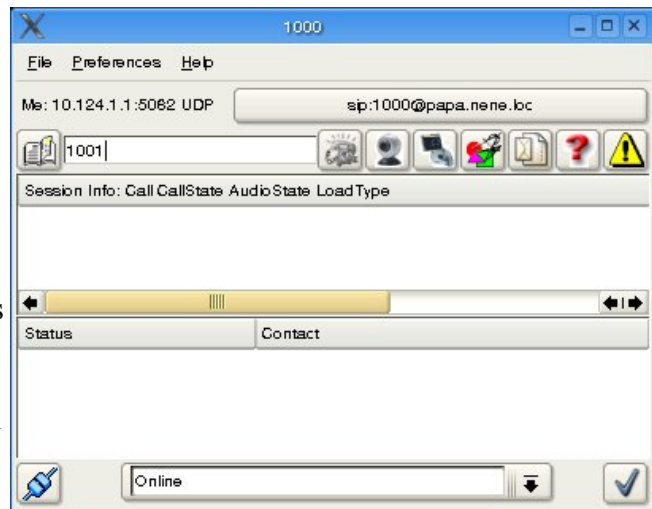 1000
File Preferences Help
Me: 10.124.1.1:5062 UDP sip:1000@papa.nene.loc
1001
Session Info: Call CallState AudioState LoadType
s
Status Contact
Online